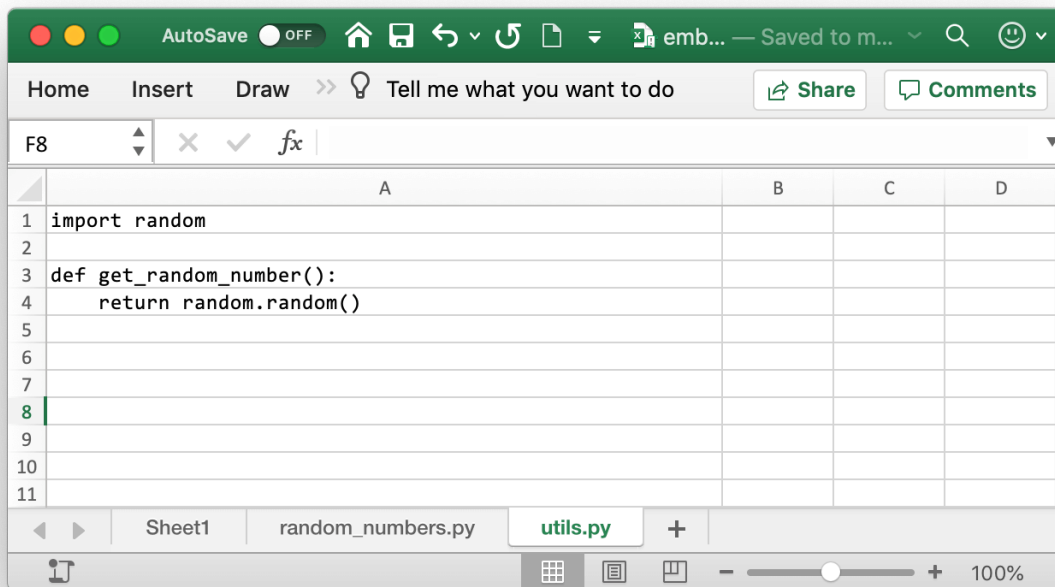 AutoSave OFF emb... — Saved to m...
Home Insert Draw Tell me what you want to do Share Comments
F8 fx
A B C D
1 import random
2
3 def get_random_number():
4     return random.random()
5
6
7
8
9
10
11
Sheet1 random_numbers.py utils.py +
100%